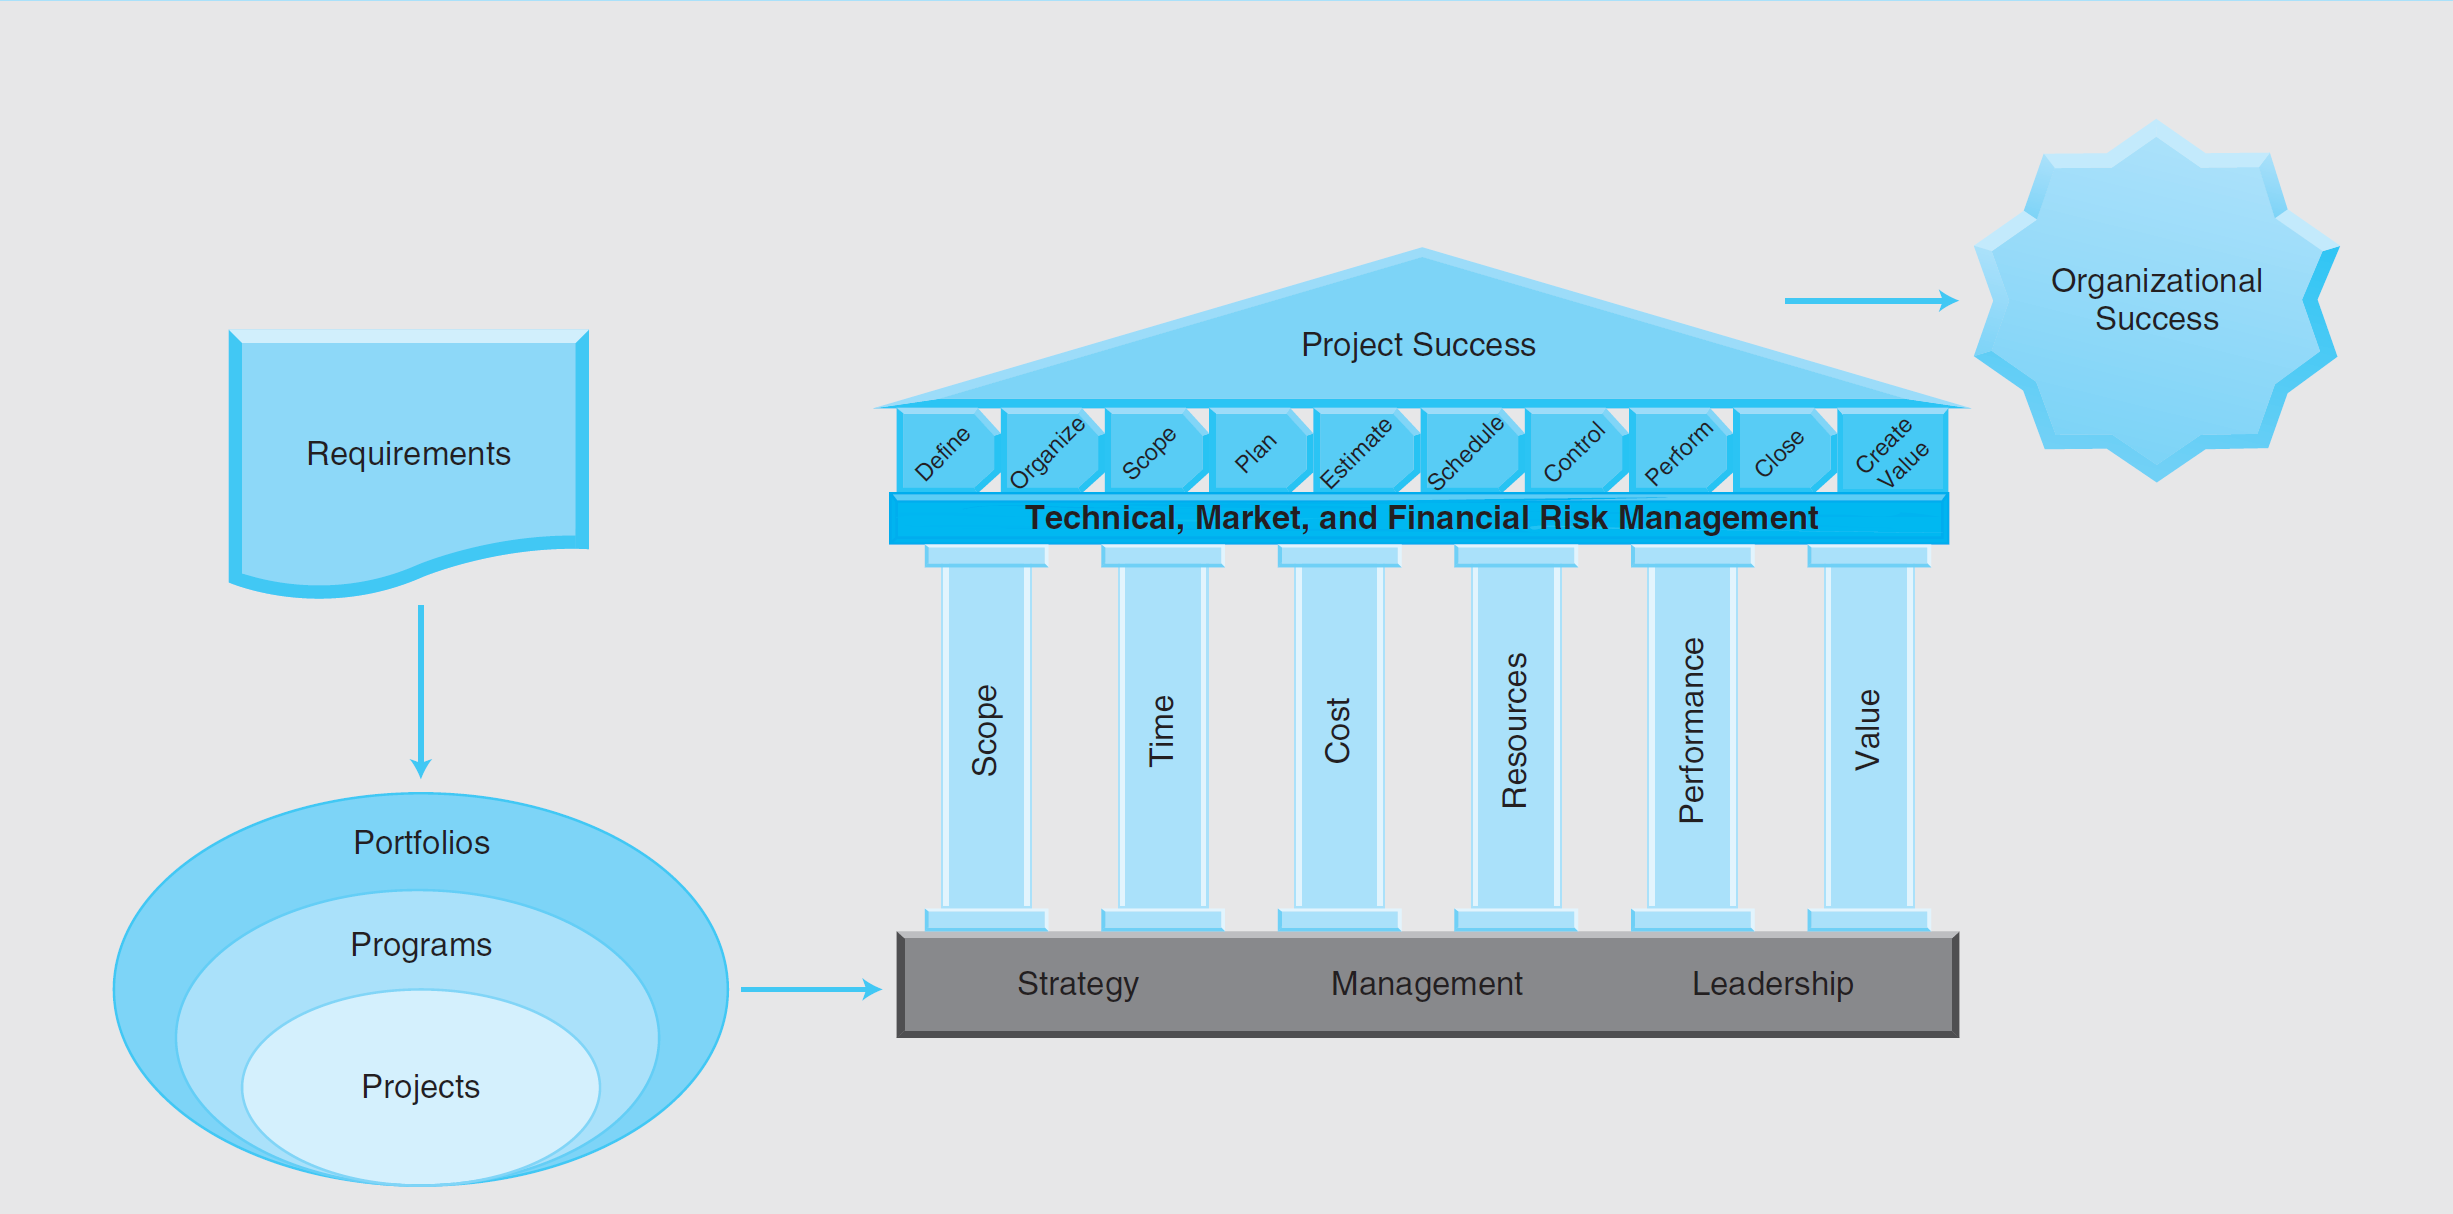 Requirements
Portfolios
Programs
Projects
Project Success
Define
Organize
Scope
Plan
Estimate
Schedule
Control
Perform
Close
Create
Value
Technical, Market, and Financial Risk Management
Scope
Time
Cost
Resources
Performance
Value
Strategy
Management
Leadership
Organizational
Success